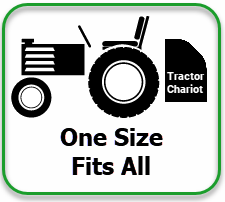 Tractor
Chariot
One Size
Fits All